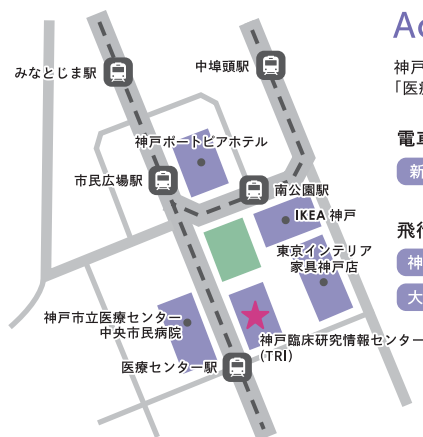 みなとじま駅
中埠頭駅
神戸ポートピアホテル
市民広場駅
南公園駅
IKEA 神戸
東京インテリア
家具神戸店
神戸市立医療センター
中央市民病院
神戸臨床研究情報センター
(TRI)
医療センター駅
神戸
「医
電車
新
飛行
神
大